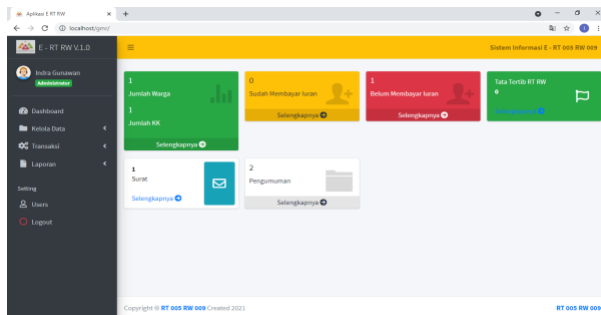 Aplikasi E RT RW
localhost/gmr/
E - RT RW V.1.0
Sistem Informasi E - RT 005 RW 009
Indra Gunawan
Administrator
Dashboard
Kelola Data
Transaksi
Laporan
Setting
Users
Logout
1
Jumlah Warga
1
Jumlah KK
Selengkapnya
0
Sudah Membayar Iuran
Selengkapnya
1
Belum Membayar Iuran
Selengkapnya
Tata Tertib RT RW
0
1
Surat
Selengkapnya
2
Pengumuman
Selengkapnya
Copyright © RT 005 RW 009 Created 2021
RT 005 RW 009